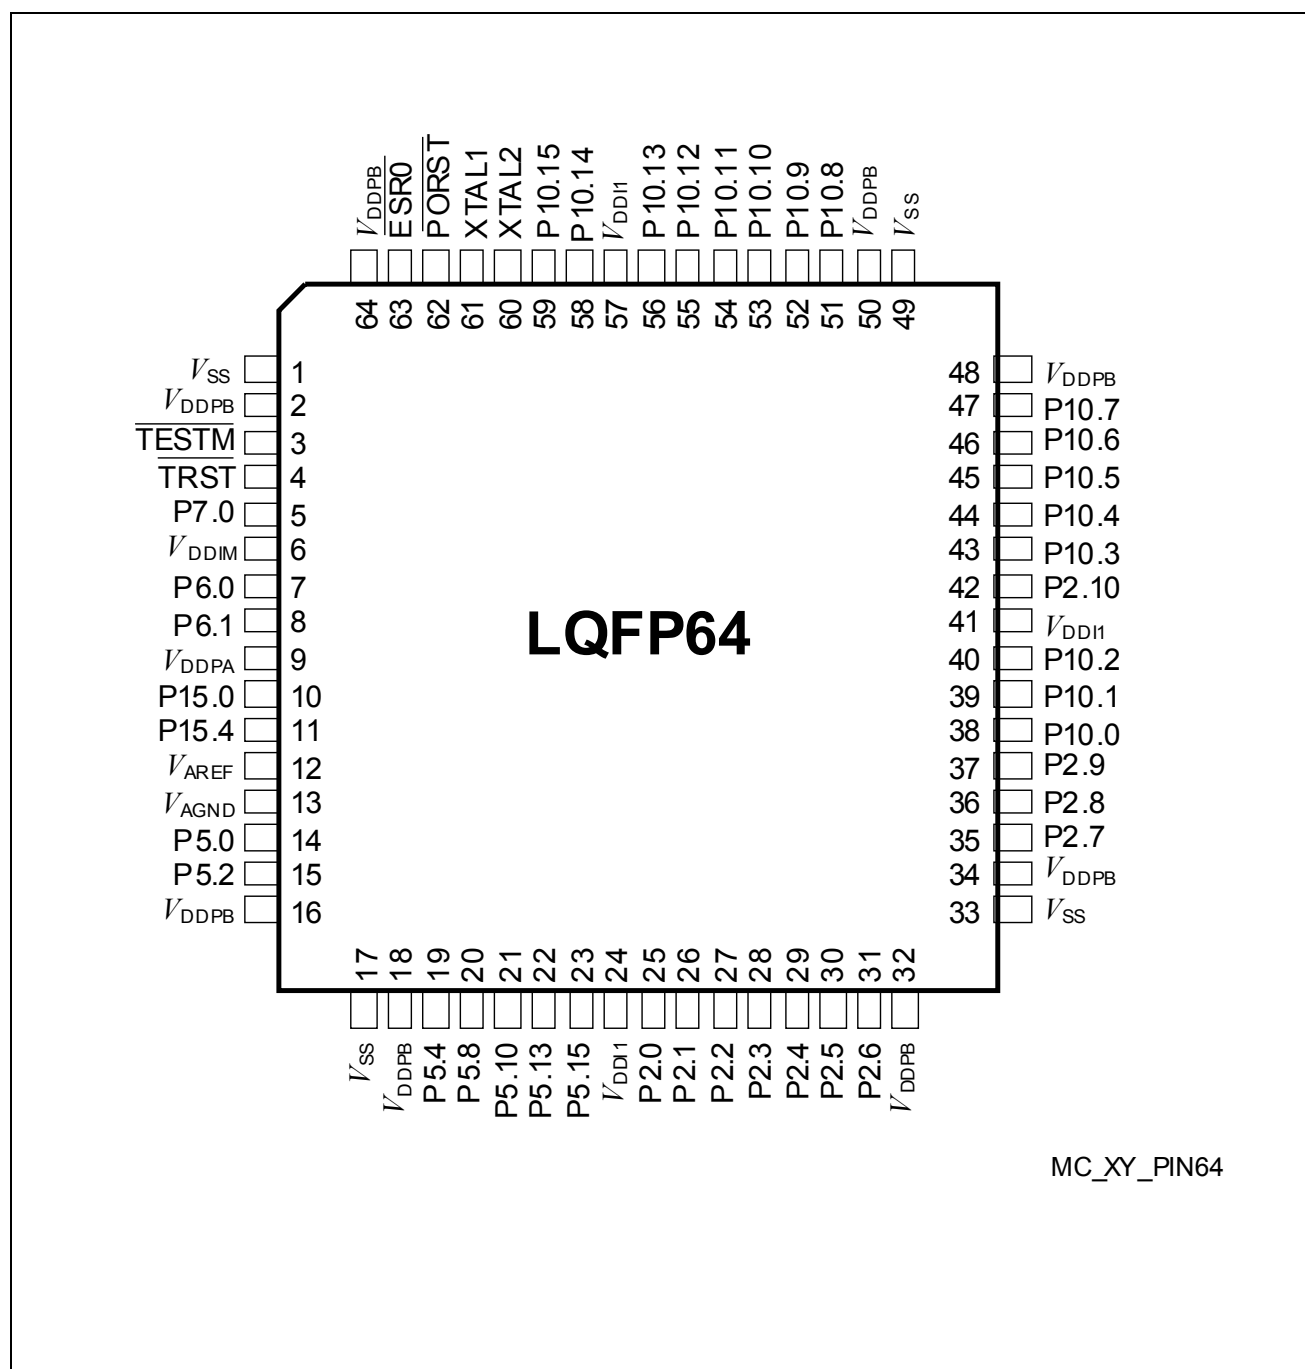 VDDPB
ESR0
PORST
XTAL1
XTAL2
P10.15
P10.14
VDDI1
P10.13
P10.12
P10.11
P10.10
P10.9
P10.8
VDDPB
VSS
64 63 62 61 60 59 58 57 56 55 54 53 52 51 50 49
VSS 1
VDDPB 2
TESTM 3
TRST 4
P7.0 5
VDDIM 6
P6.0 7
P6.1 8
VDDPA 9
P15.0 10
P15.4 11
VAREF 12
VAGND 13
P5.0 14
P5.2 15
VDDPB 16
LQFP64
48 VDDPB
47 P10.7
46 P10.6
45 P10.5
44 P10.4
43 P10.3
42 P2.10
41 VDDI1
40 P10.2
39 P10.1
38 P10.0
37 P2.9
36 P2.8
35 P2.7
34 VDDPB
33 VSS
17 18 19 20 21 22 23 24 25 26 27 28 29 30 31 32
VSS
VDDPB
P5.4
P5.8
P5.10
P5.13
P5.15
VDDI1
P2.0
P2.1
P2.2
P2.3
P2.4
P2.5
P2.6
VDDPB
MC_XY_PIN64